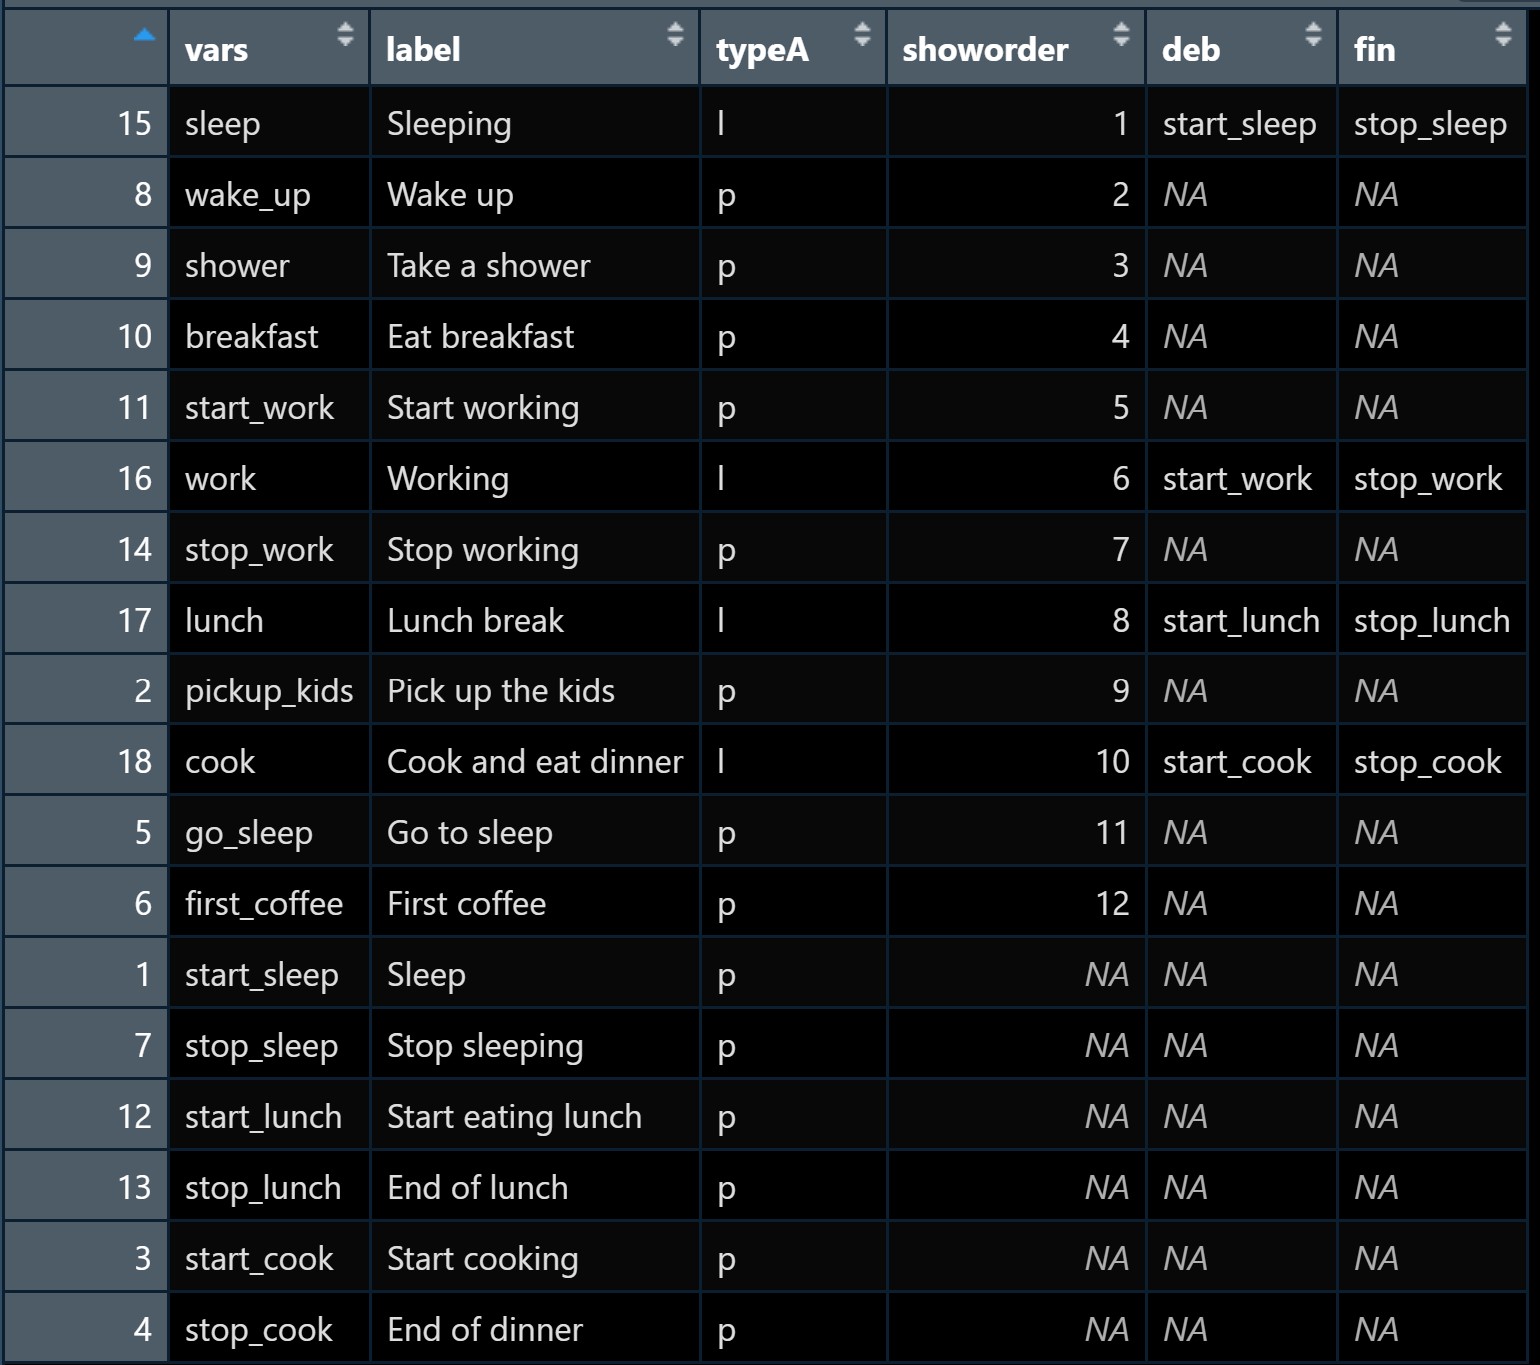 vars label typeA showorder deb fin
15 sleep Sleeping l 1 start_sleep stop_sleep
8 wake_up Wake up p 2 NA NA
9 shower Take a shower p 3 NA NA
10 breakfast Eat breakfast p 4 NA NA
11 start_work Start working p 5 NA NA
16 work Working l 6 start_work stop_work
14 stop_work Stop working p 7 NA NA
17 lunch Lunch break l 8 start_lunch stop_lunch
2 pickup_kids Pick up the kids p 9 NA NA
18 cook Cook and eat dinner l 10 start_cook stop_cook
5 go_sleep Go to sleep p 11 NA NA
6 first_coffee First coffee p 12 NA NA
1 start_sleep Sleep p NA NA NA
7 stop_sleep Stop sleeping p NA NA NA
12 start_lunch Start eating lunch p NA NA NA
13 stop_lunch End of lunch p NA NA NA
3 start_cook Start cooking p NA NA NA
4 stop_cook End of dinner p NA NA NA